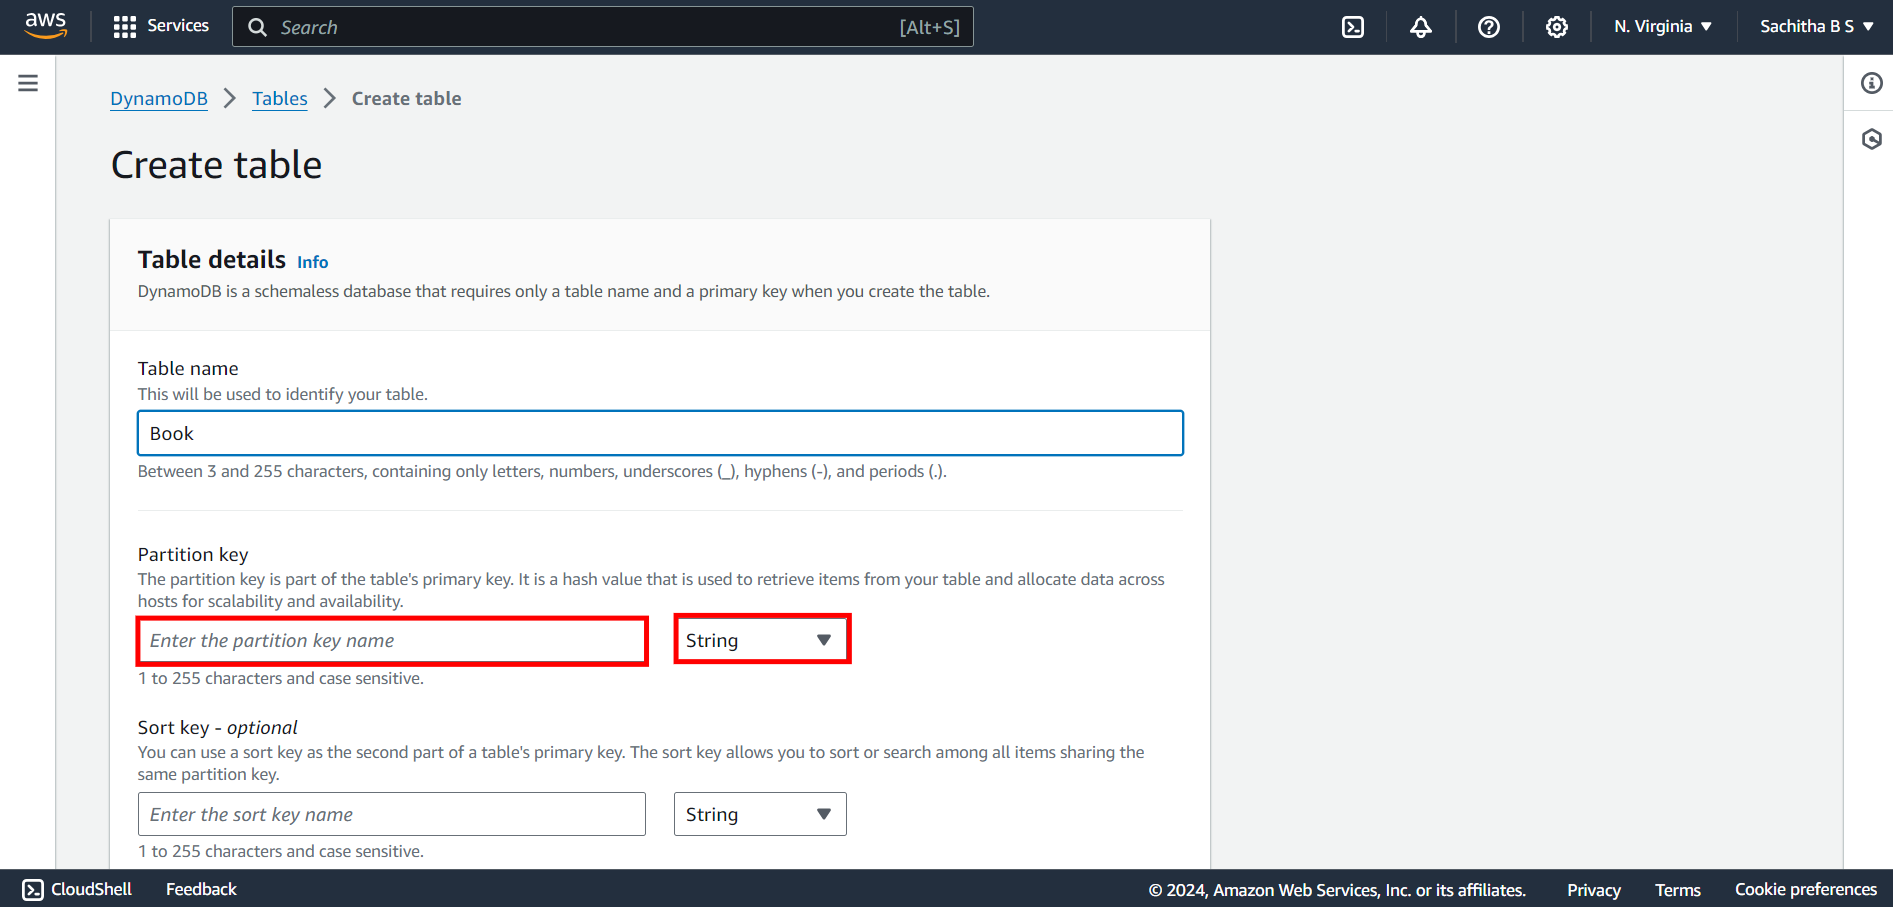 aws
Services
Search
[Alt+S]
N. Virginia
Sachitha B S
DynamoDB
Tables
Create table
Create table
Table details
Info
DynamoDB is a schemaless database that requires only a table name and a primary key when you create the table.
Table name
This will be used to identify your table.
Book
Between 3 and 255 characters, containing only letters, numbers, underscores (_), hyphens (-), and periods (.).
Partition key
The partition key is part of the table's primary key. It is a hash value that is used to retrieve items from your table and allocate data across
hosts for scalability and availability.
Enter the partition key name
String
1 to 255 characters and case sensitive.
Sort key - optional
You can use a sort key as the second part of a table's primary key. The sort key allows you to sort or search among all items sharing the
same partition key.
Enter the sort key name
String
1 to 255 characters and case sensitive.
CloudShell
Feedback
© 2024, Amazon Web Services, Inc. or its affiliates.
Privacy
Terms
Cookie preferences